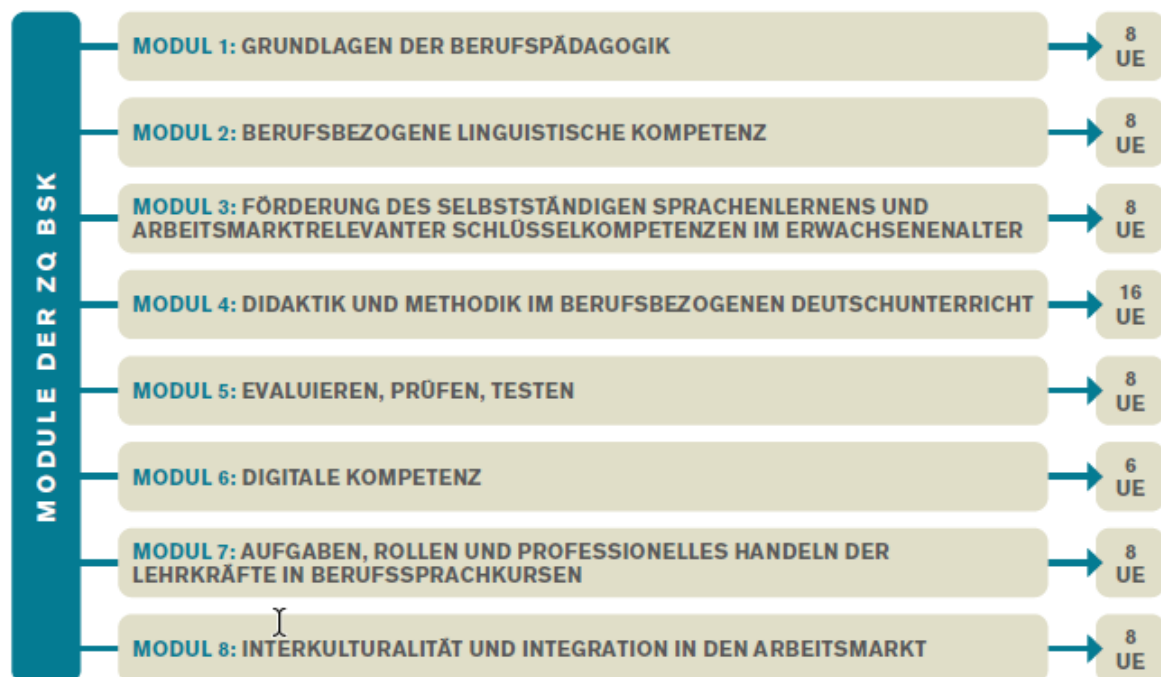 MODULE DER ZQ BSK
MODUL 1: GRUNDLAGEN DER BERUFSPÄDAGOGIK
8
UE
MODUL 2: BERUFSBEZOGENE LINGUISTISCHE KOMPETENZ
8
UE
MODUL 3: FÖRDERUNG DES SELBSTSTÄNDIGEN SPRACHENLERNENS UND
ARBEITSMARKTRELEVANTER SCHLÜSSELKOMPETENZEN IM ERWACHSENENALTER
8
UE
MODUL 4: DIDAKTIK UND METHODIK IM BERUFSBEZOGENEN DEUTSCHUNTERRICHT
16
UE
MODUL 5: EVALUIEREN, PRÜFEN, TESTEN
8
UE
MODUL 6: DIGITALE KOMPETENZ
6
UE
MODUL 7: AUFGABEN, ROLLEN UND PROFESSIONELLES HANDELN DER
LEHRKRÄFTE IN BERUFSSPRACHKURSEN
8
UE
MODUL 8: INTERKULTURALITÄT UND INTEGRATION IN DEN ARBEITSMARKT
8
UE